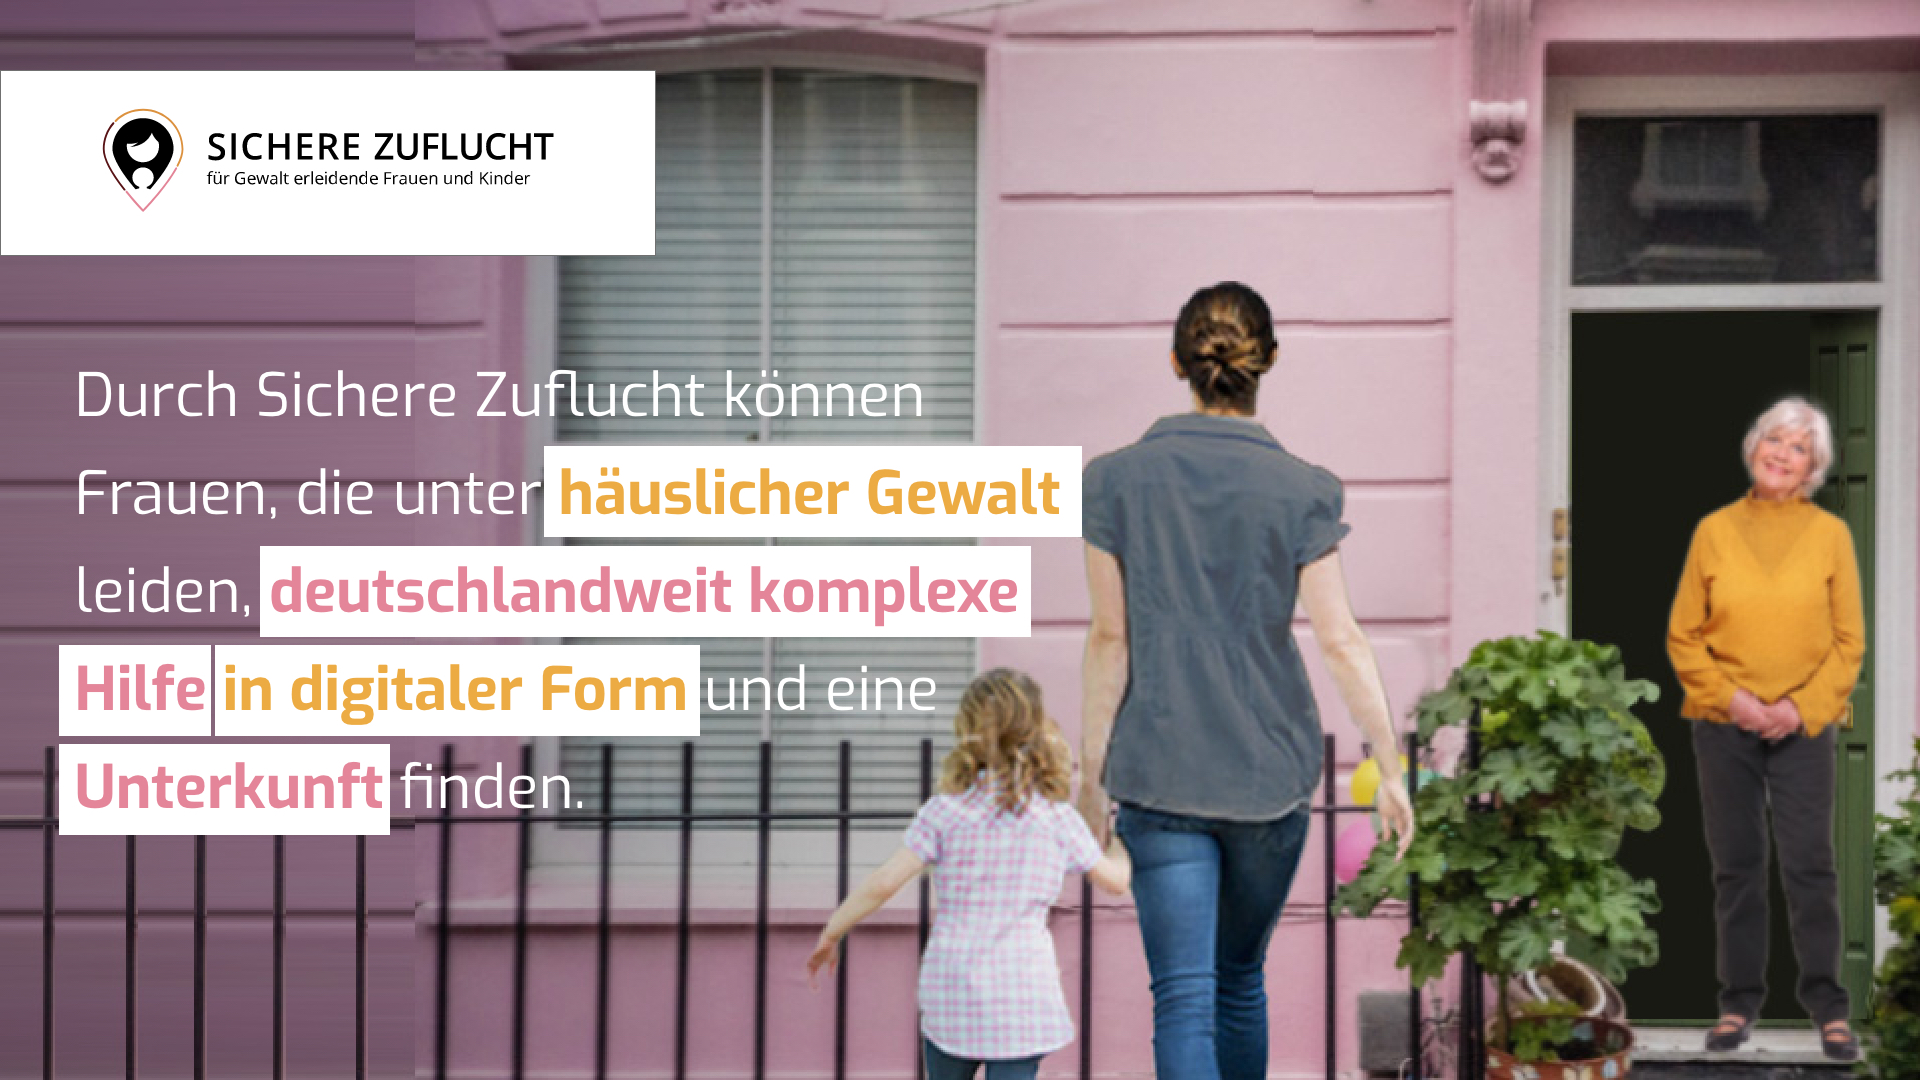 SICHERE ZUFLUCHT
für Gewalt erleidende Frauen und Kinder
Durch Sichere Zuflucht können
Frauen, die unter häuslicher Gewalt
leiden, deutschlandweit komplexe
Hilfe in digitaler Form und eine
Unterkunft finden.